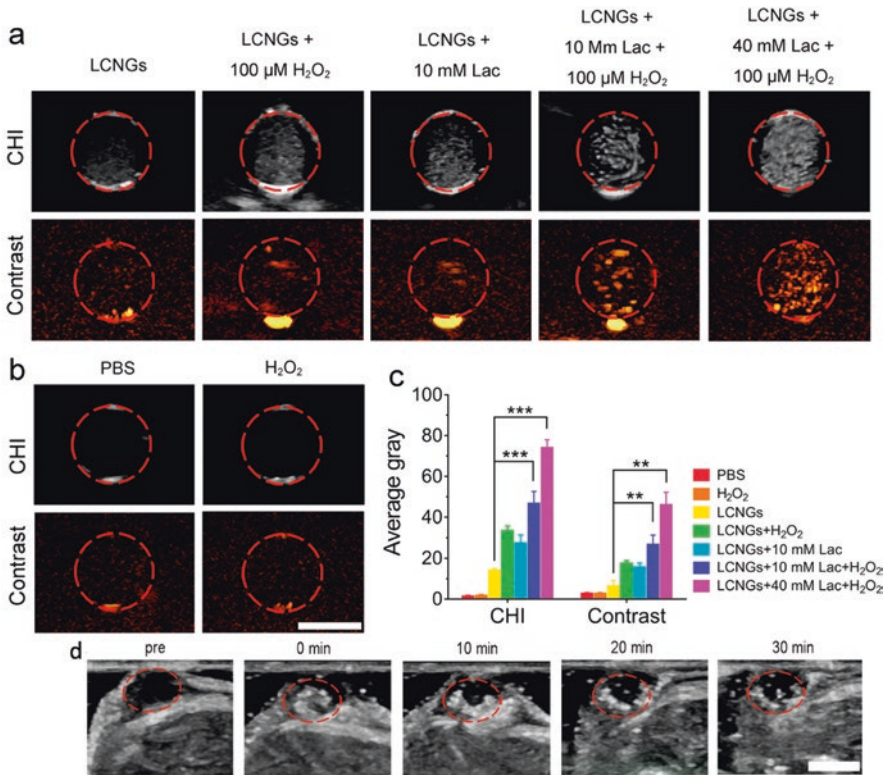 a
LCNGs
LCNGs +
100 µM H₂O₂
LCNGs +
10 mM Lac
LCNGs +
10 Mm Lac +
100 µM H₂O₂
LCNGs +
40 mM Lac +
100 µM H₂O₂
CHI
Contrast
b
PBS
H₂O₂
CHI
Contrast
c
Average gray
100
80
60
40
20
0
***
***
**
**
CHI
Contrast
PBS
H₂O₂
LCNGs
LCNGs+H₂O₂
LCNGs+10 mM Lac
LCNGs+10 mM Lac+H₂O₂s
LCNGs+40 mM Lac+H₂O₂s
d
pre
0 min
10 min
20 min
30 min